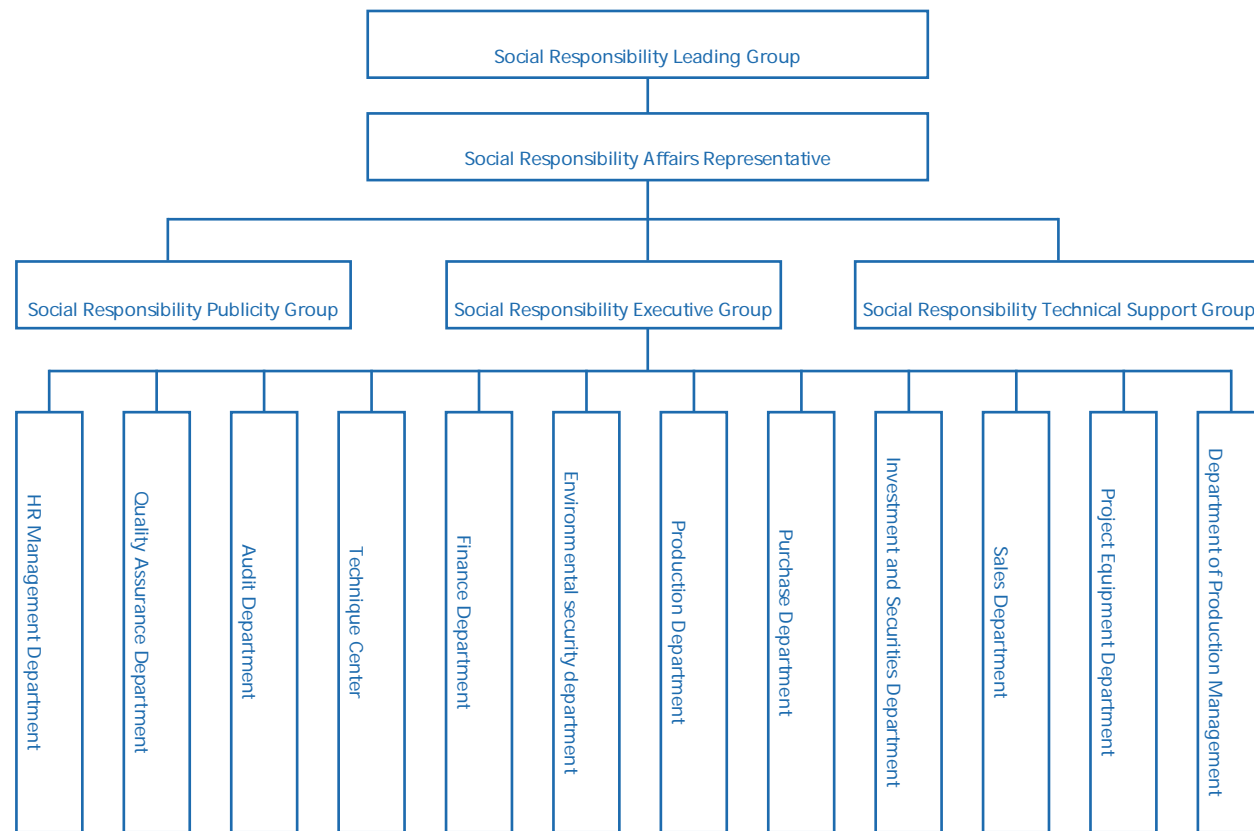 Social Responsibility Leading Group
Social Responsibility Affairs Representative
Social Responsibility Publicity Group
Social Responsibility Executive Group
Social Responsibility Technical Support Group
HR Management Department
Quality Assurance Department
Audit Department
Technique Center
Finance Department
Environmental security department
Production Department
Purchase Department
Investment and Securities Department
Sales Department
Project Equipment Department
Department of Production Management